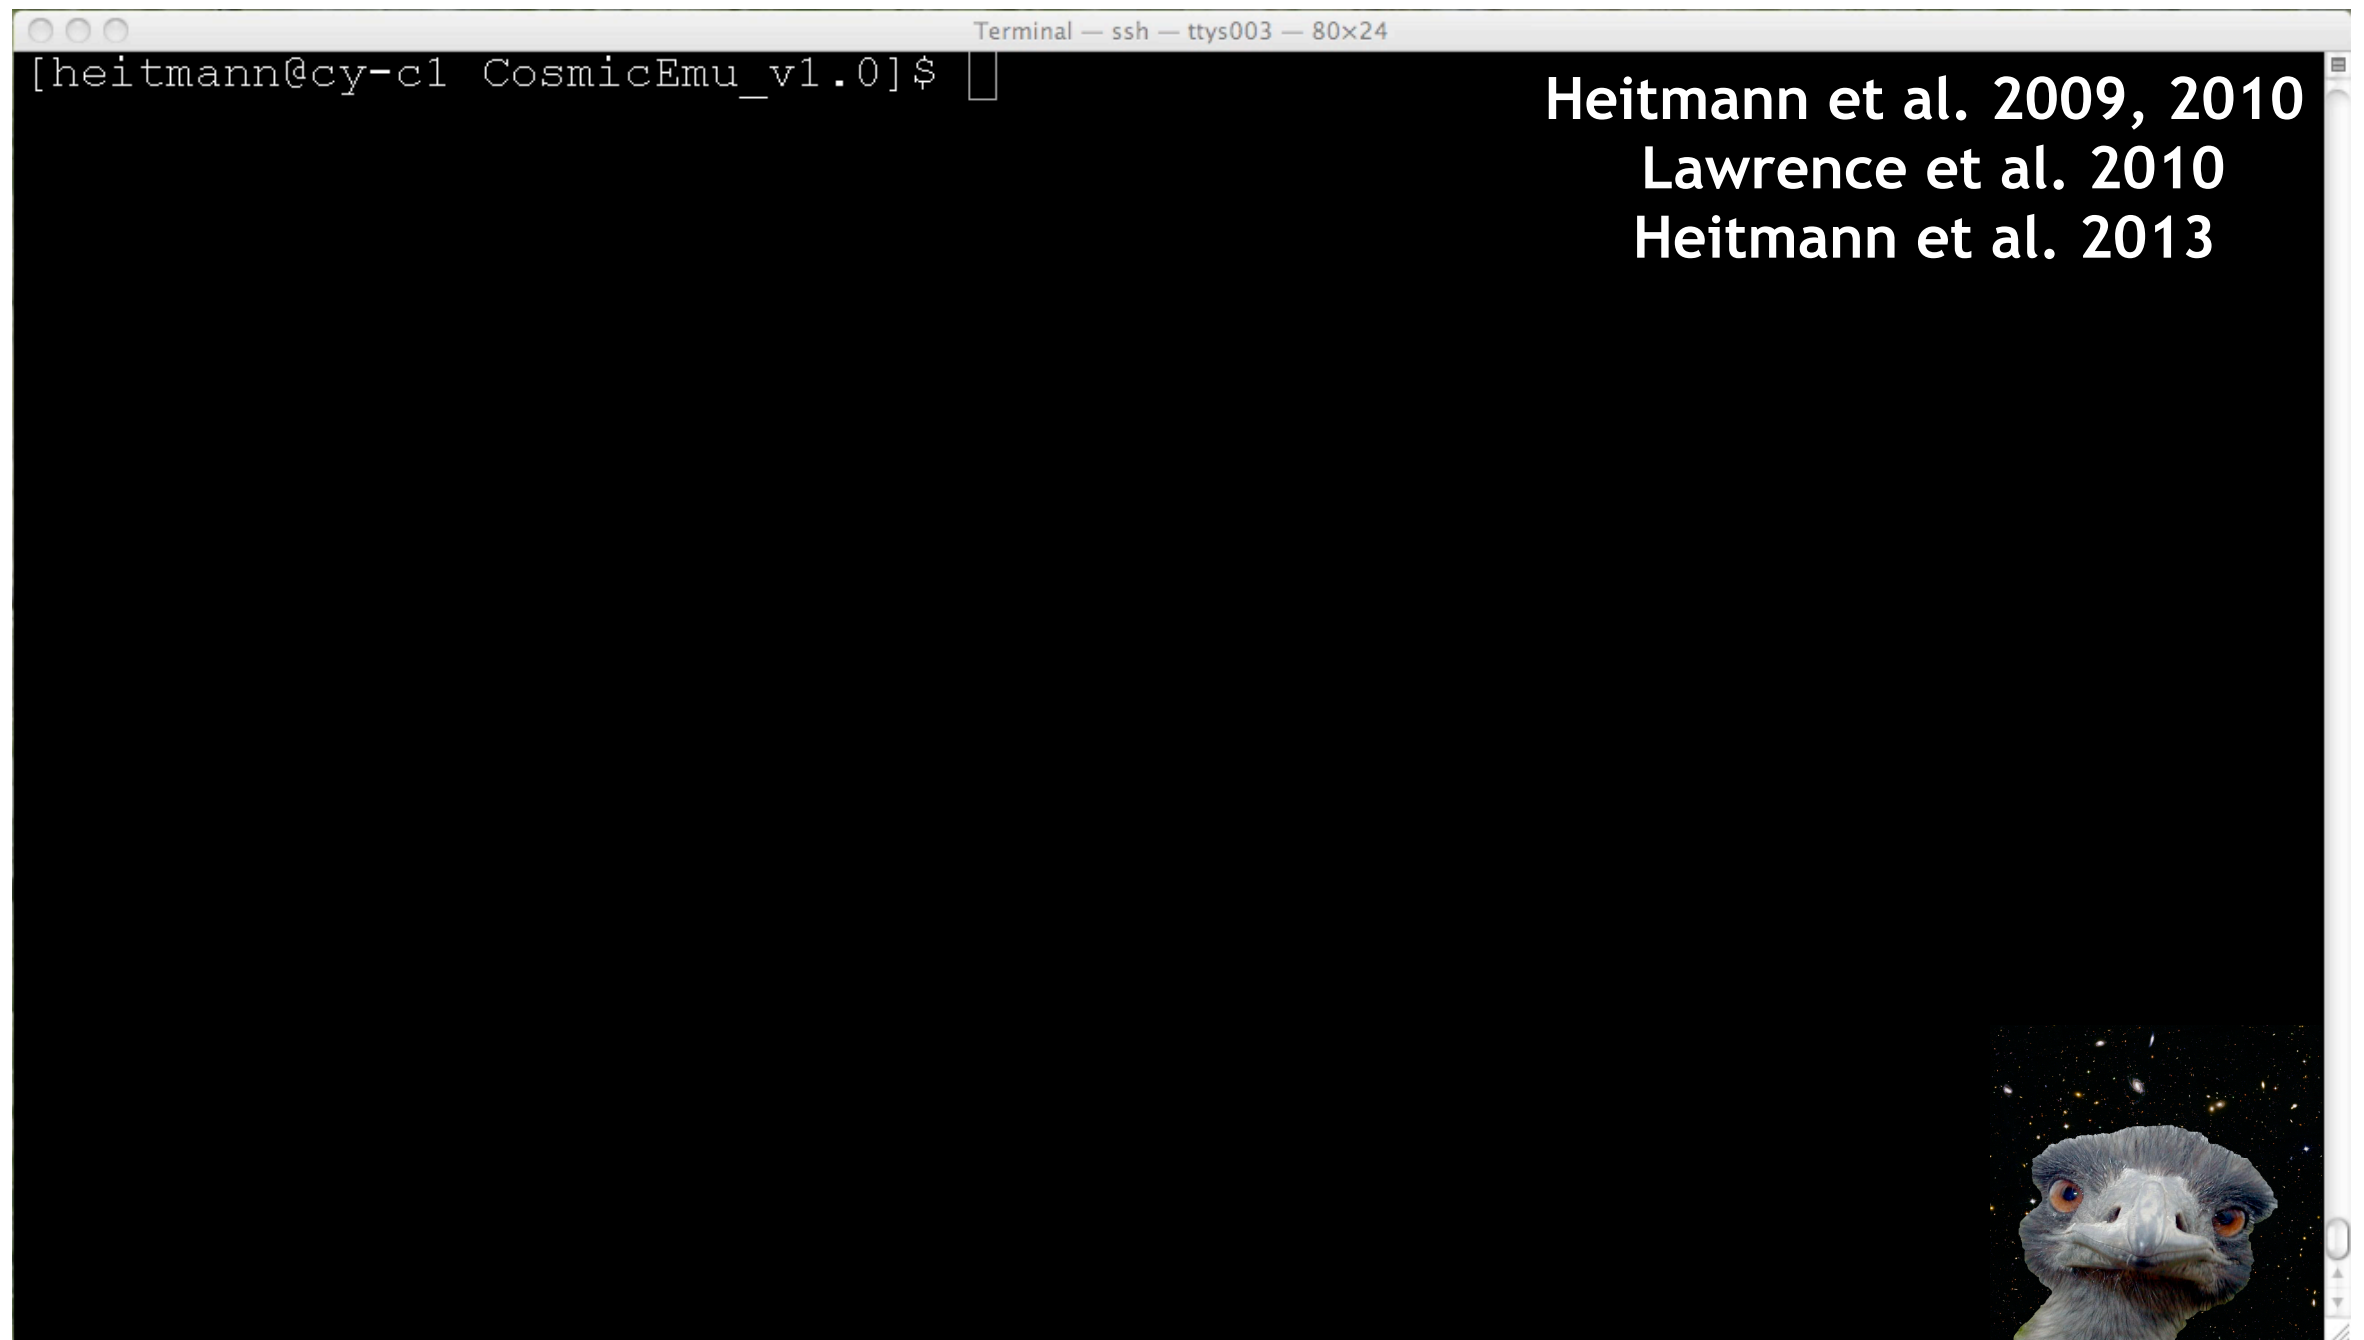 Terminal — ssh — ttys003 — 80×24
[heitmann@cy-c1 CosmicEmu_v1.0]$
Heitmann et al. 2009, 2010
Lawrence et al. 2010
Heitmann et al. 2013